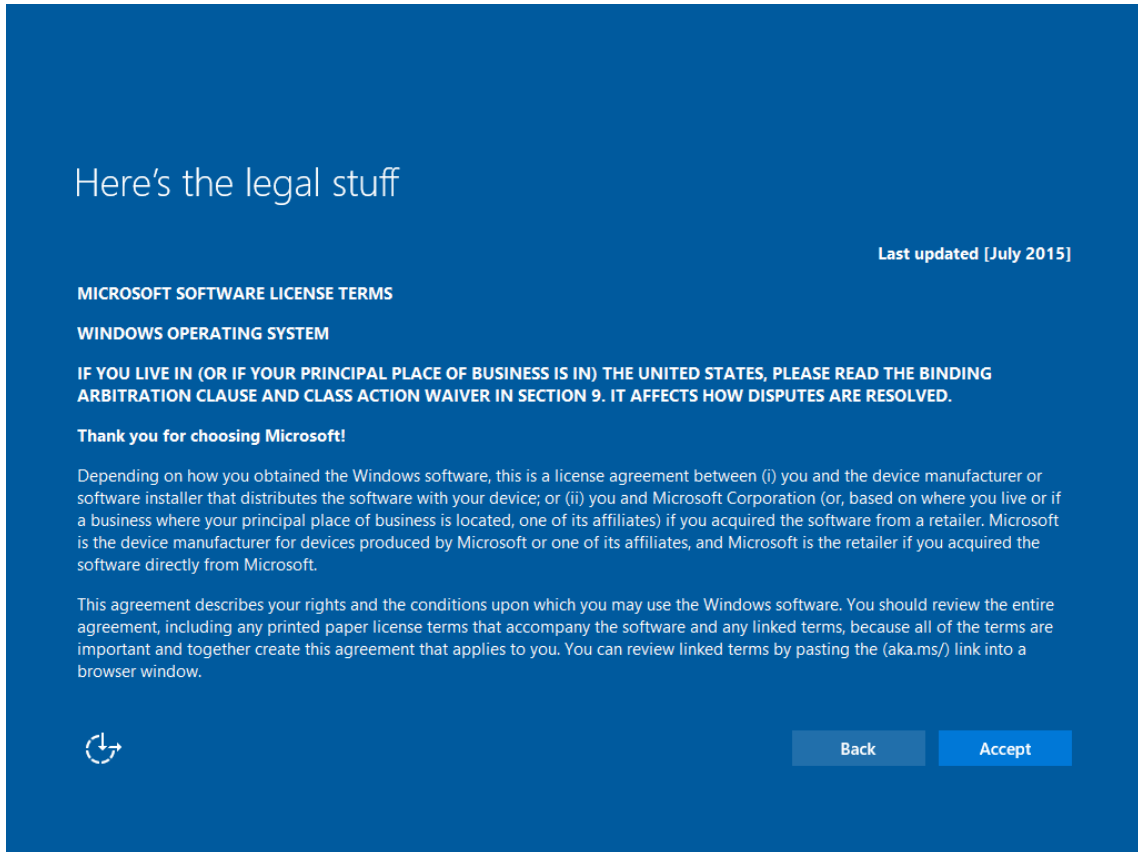 Here's the legal stuff
Last updated [July 2015]
MICROSOFT SOFTWARE LICENSE TERMS
WINDOWS OPERATING SYSTEM
IF YOU LIVE IN (OR IF YOUR PRINCIPAL PLACE OF BUSINESS IS IN) THE UNITED STATES, PLEASE READ THE BINDING
ARBITRATION CLAUSE AND CLASS ACTION WAIVER IN SECTION 9. IT AFFECTS HOW DISPUTES ARE RESOLVED.
Thank you for choosing Microsoft!
Depending on how you obtained the Windows software, this is a license agreement between (i) you and the device manufacturer or
software installer that distributes the software with your device; or (ii) you and Microsoft Corporation (or, based on where you live or if
a business where your principal place of business is located, one of its affiliates) if you acquired the software from a retailer. Microsoft
is the device manufacturer for devices produced by Microsoft or one of its affiliates, and Microsoft is the retailer if you acquired the
software directly from Microsoft.
This agreement describes your rights and the conditions upon which you may use the Windows software. You should review the entire
agreement, including any printed paper license terms that accompany the software and any linked terms, because all of the terms are
important and together create this agreement that applies to you. You can review linked terms by pasting the (aka.ms/) link into a
browser window.
Back
Accept